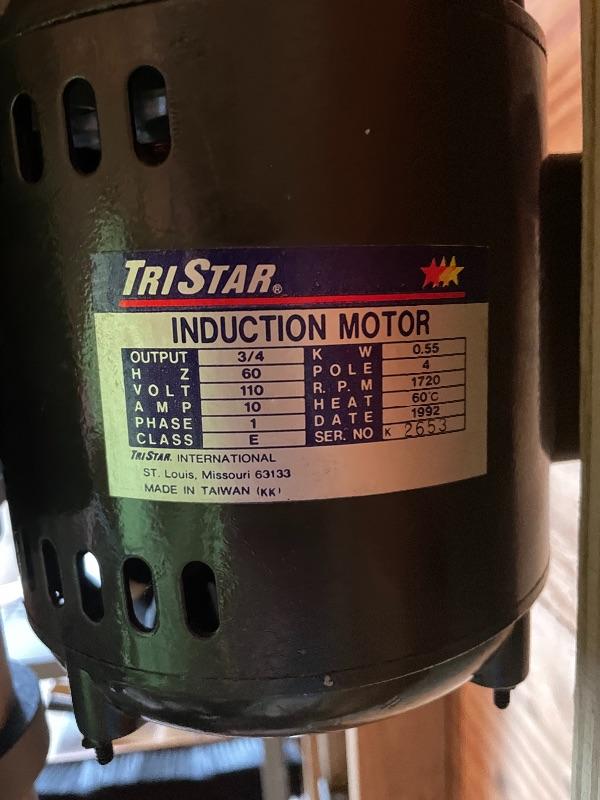 TRISTAR®
INDUCTION MOTOR
OUTPUT 3/4 K W 0.55
H Z 60 POLE 4
VOLT 110 R.P.M 1720
AMP 10 HEAT 60°C
PHASE 1 DATE 1992
CLASS E SER. NO K 2653
TRISTAR. INTERNATIONAL
ST. Louis, Missouri 63133
MADE IN TAIWAN (KK)